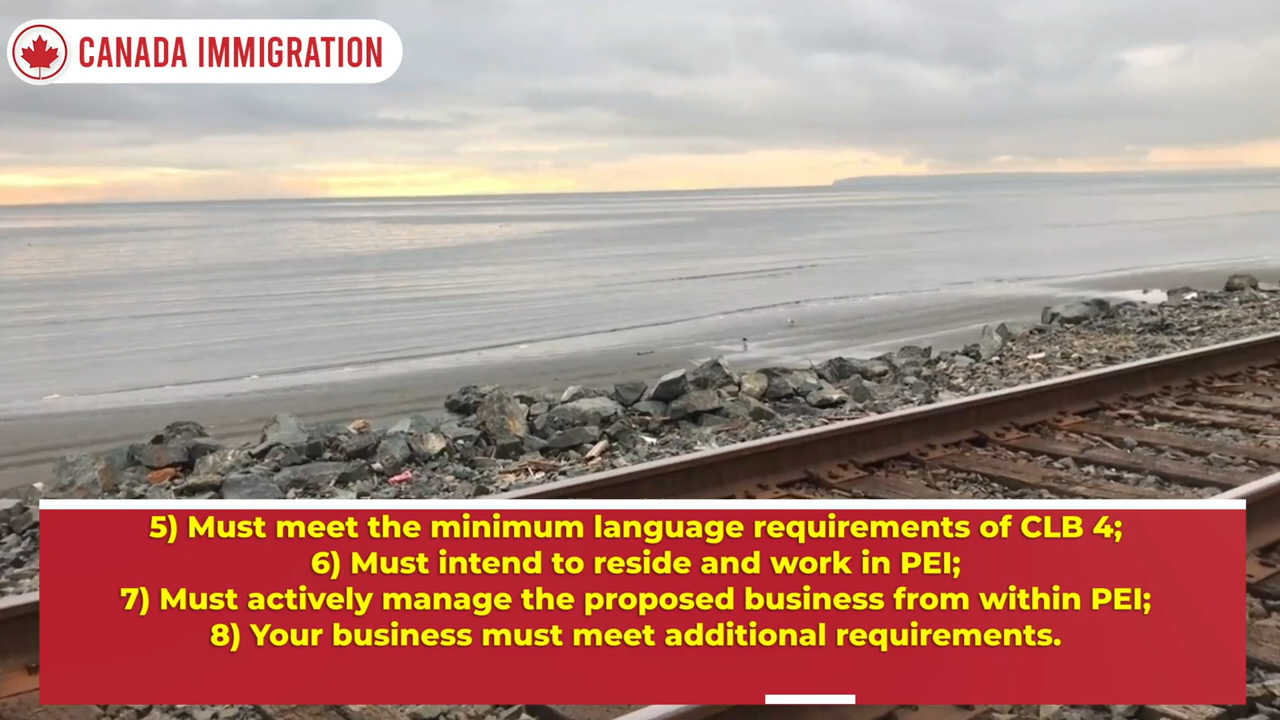 CANADA IMMIGRATION
5) Must meet the minimum language requirements of CLB 4;
6) Must intend to reside and work in PEI;
7) Must actively manage the proposed business from within PEI;
8) Your business must meet additional requirements.